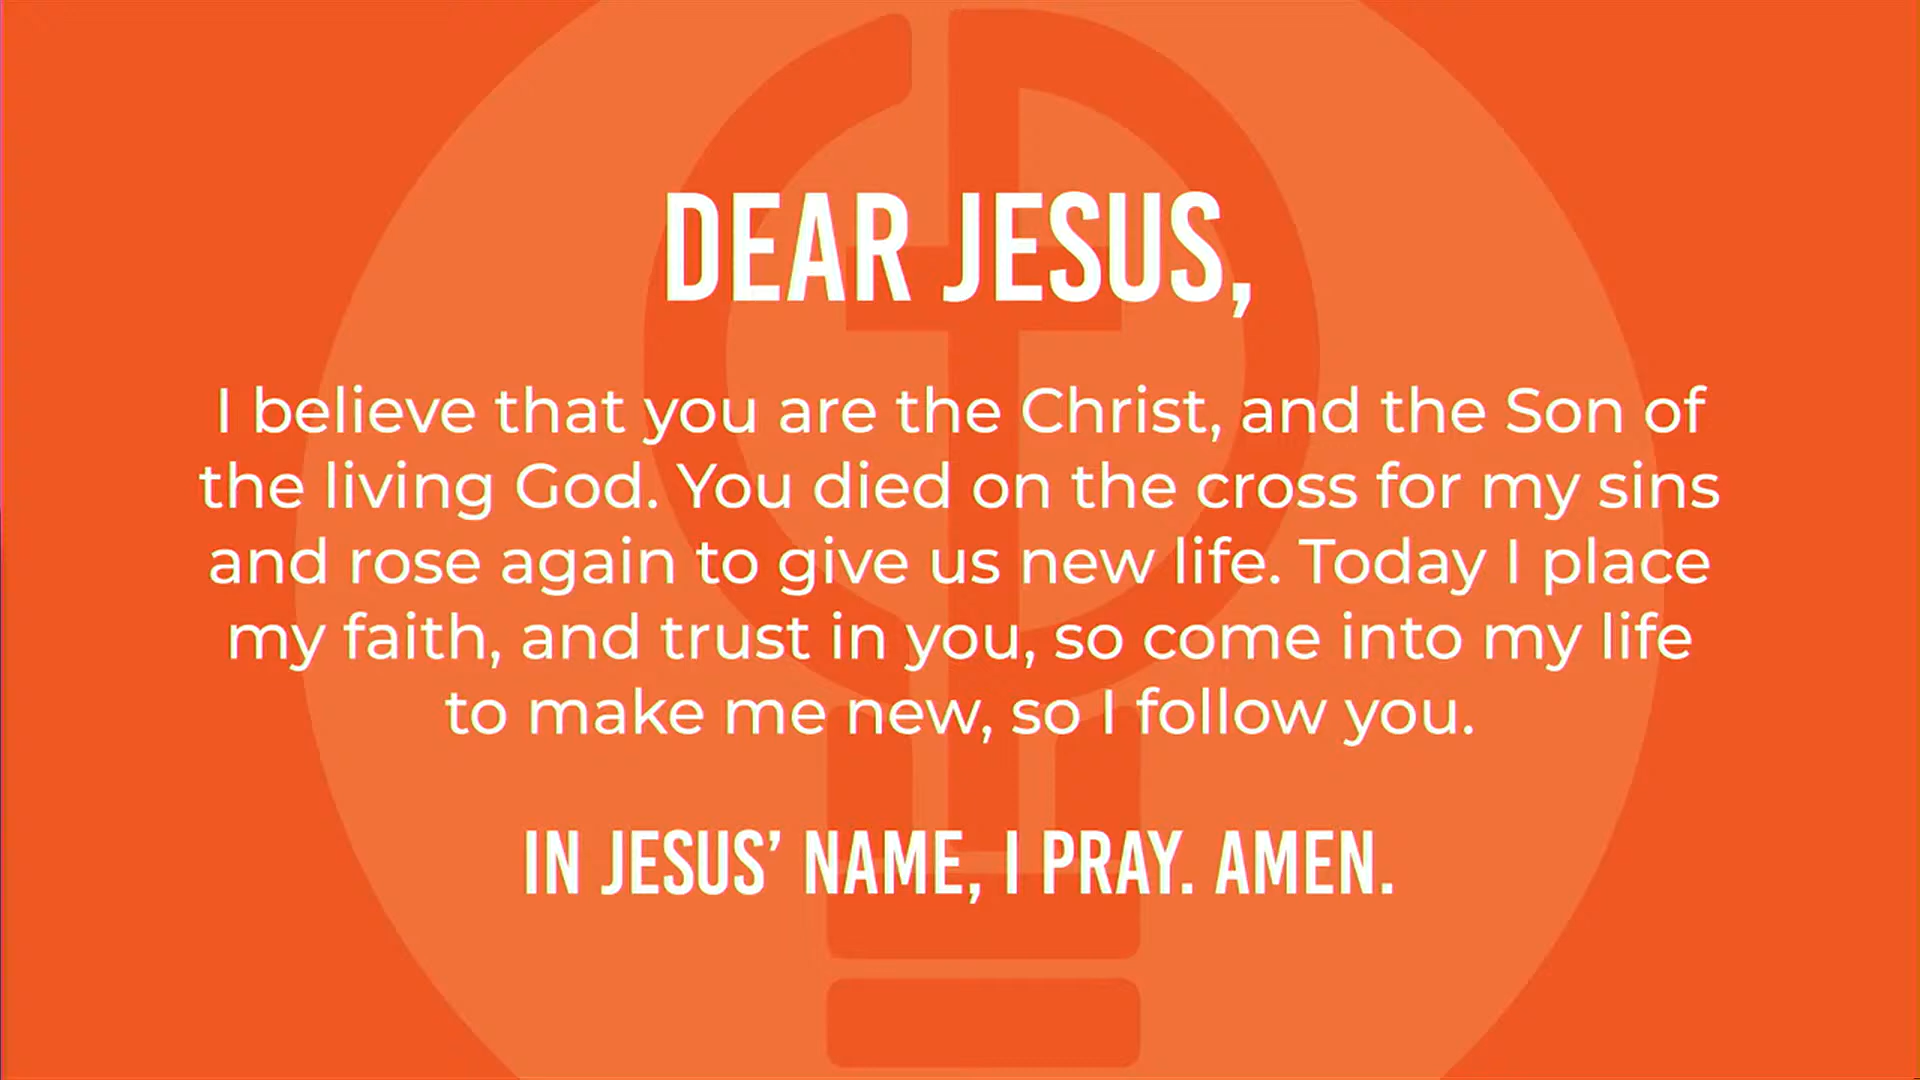 DEAR JESUS,
I believe that you are the Christ, and the Son of
the living God. You died on the cross for my sins
and rose again to give us new life. Today I place
my faith, and trust in you, so come into my life
to make me new, so I follow you.
IN JESUS’ NAME, I PRAY. AMEN.